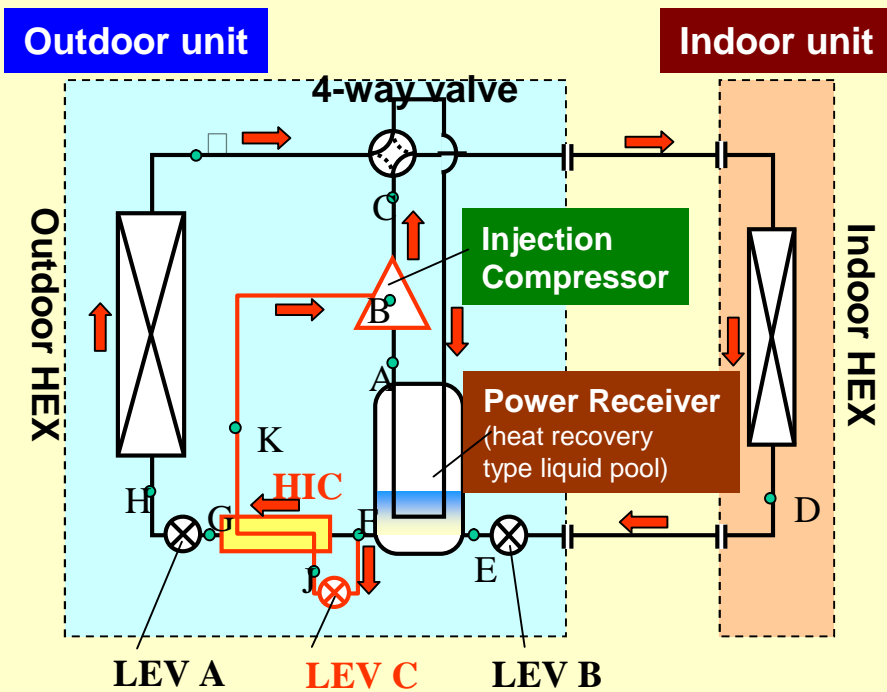 Outdoor unit
Indoor unit
4-way valve
C
Injection
Compressor
B
A
Power Receiver
(heat recovery
type liquid pool)
Outdoor HEX
Indoor HEX
K
HIC
H
G
F
D
E
J
LEV A
LEV C
LEV B